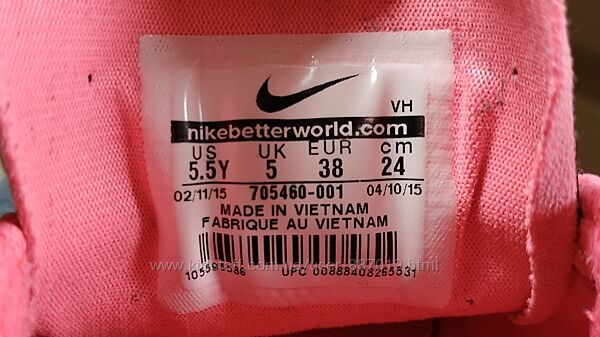 VH
nikebetterworld.com
US UK EUR cm
5.5Y 5 38 24
02/11/15 705460-001 04/10/15
MADE IN VIETNAM
FABRIQUE AU VIETNAM
UPC 00888408265531